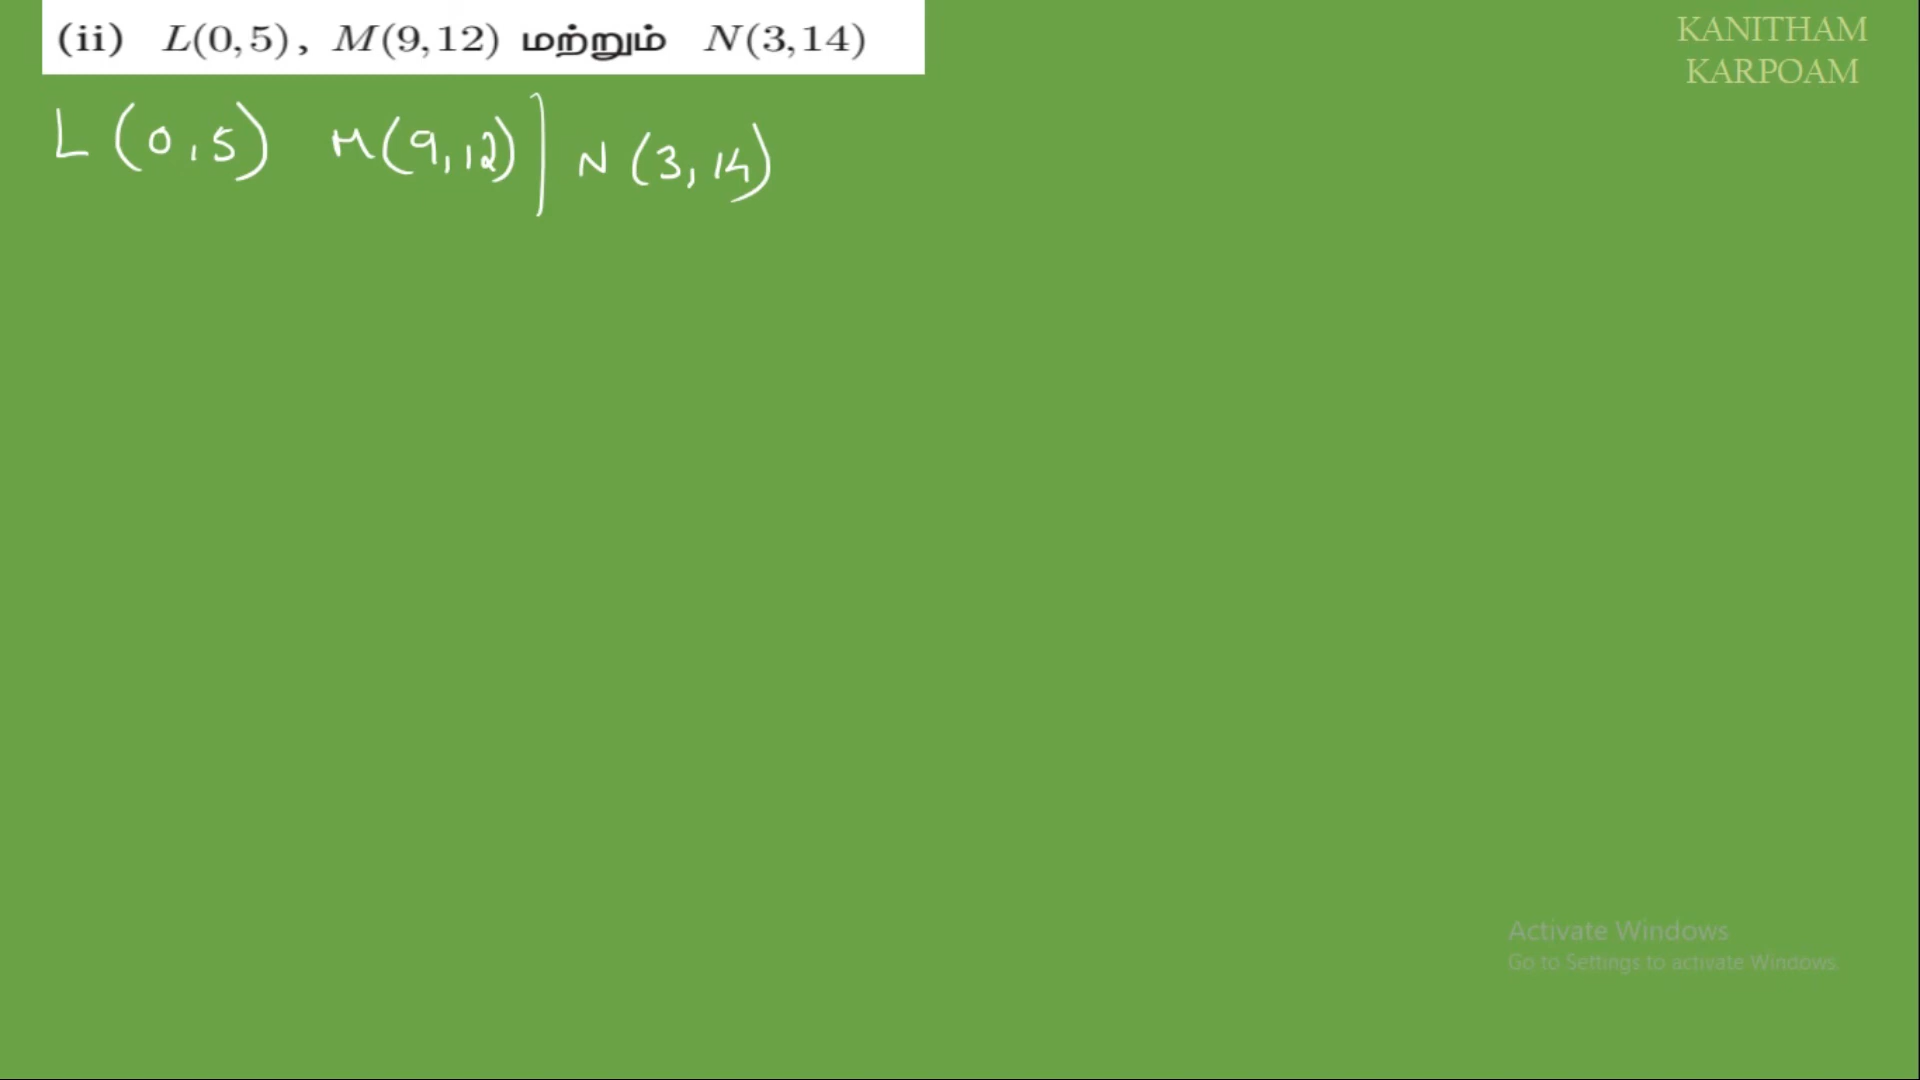 (ii) L(0,5), M(9,12) மற்றும் N(3,14)
KANITHAM
KARPOAM
L (0,5) M(9,12) N (3,14)
Activate Windows
Go to Settings to activate Windows.